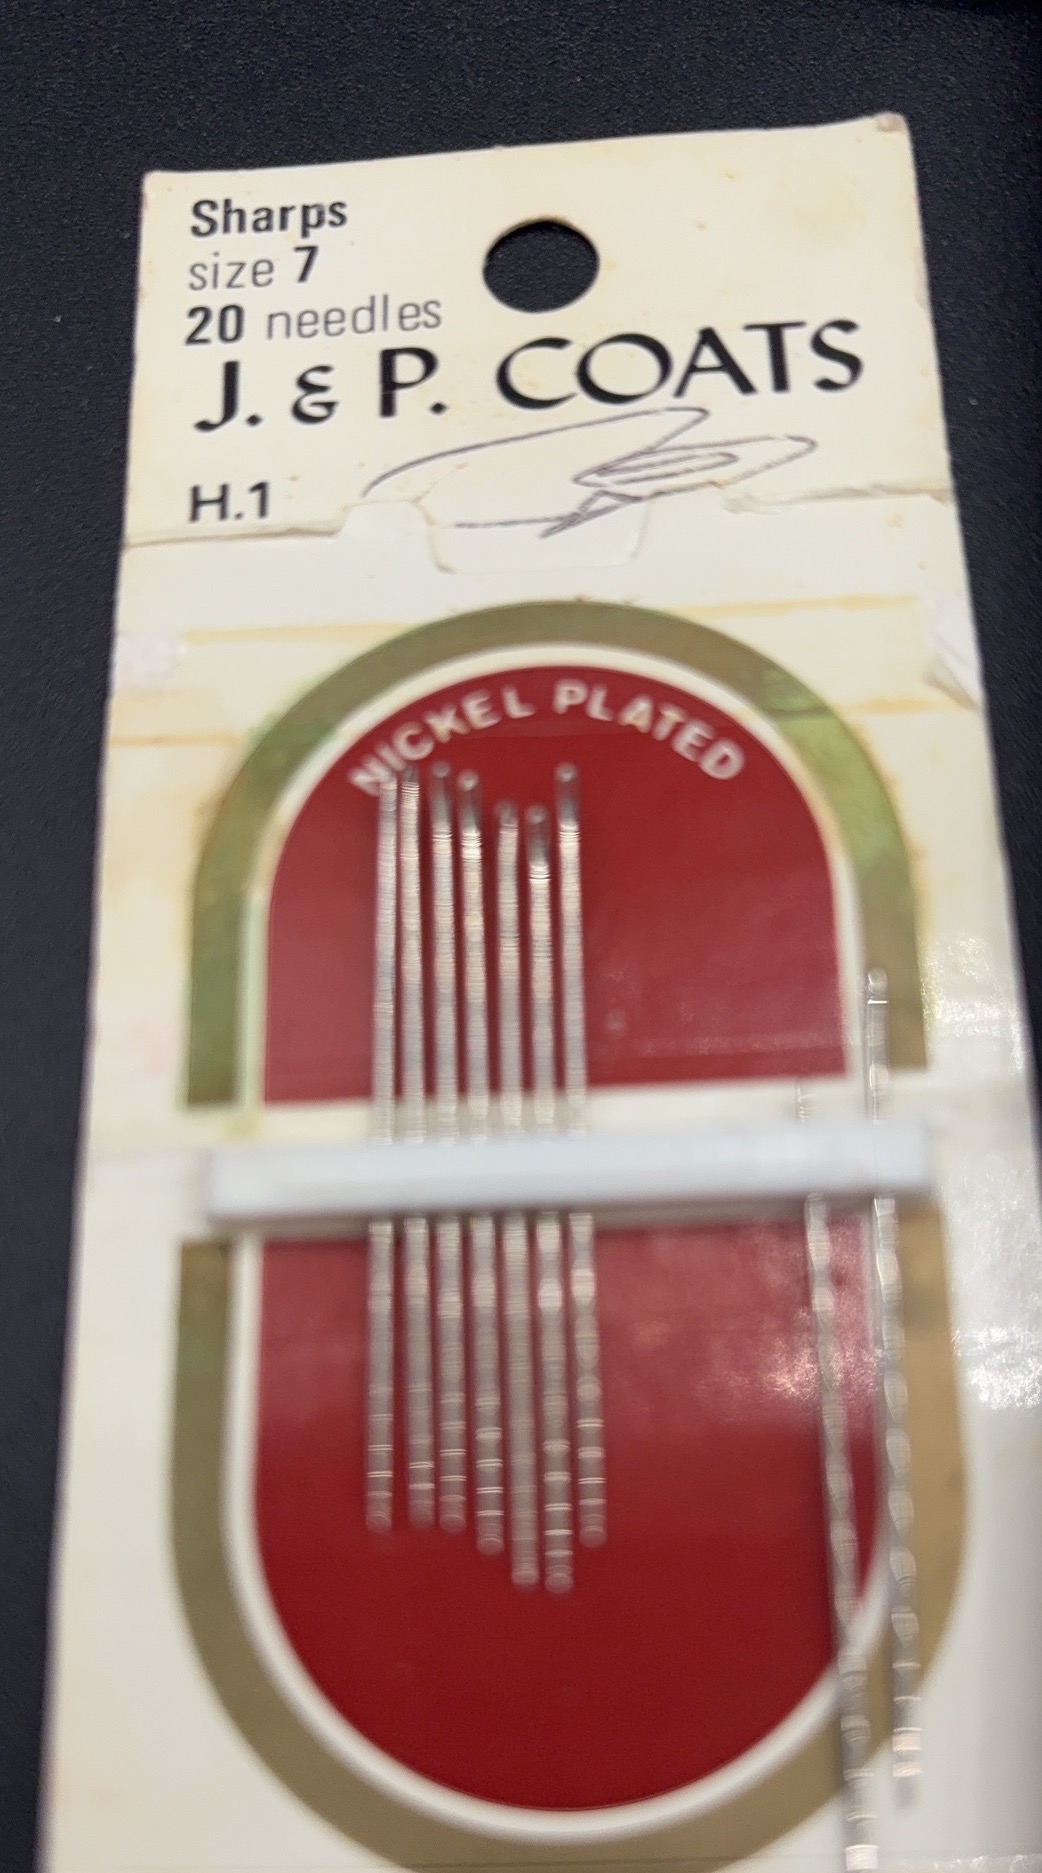 Sharps
size 7
20 needles
J. & P. COATS
H.1
NICKEL PLATED